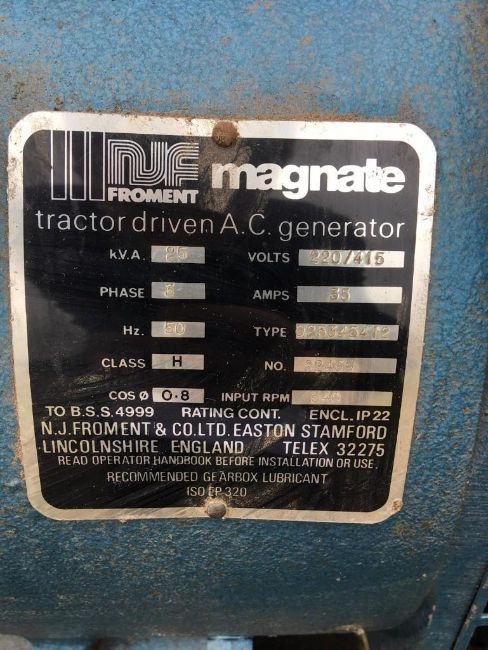 NJF
FROMENT
magnate
tractor driven A.C. generator
K.V.A. 25 VOLTS 220/415
PHASE 3 AMPS 35
Hz. 50 TYPE
CLASS H NO.
COS Ø 0.8 INPUT RPM
TO B.S.S.4999 RATING CONT. ENCL. IP22
N.J.FROMENT & CO.LTD. EASTON STAMFORD
LINCOLNSHIRE, ENGLAND TELEX 32275
READ OPERATOR HANDBOOK BEFORE INSTALLATION OR USE.
RECOMMENDED GEARBOX LUBRICANT
ISO EP 320